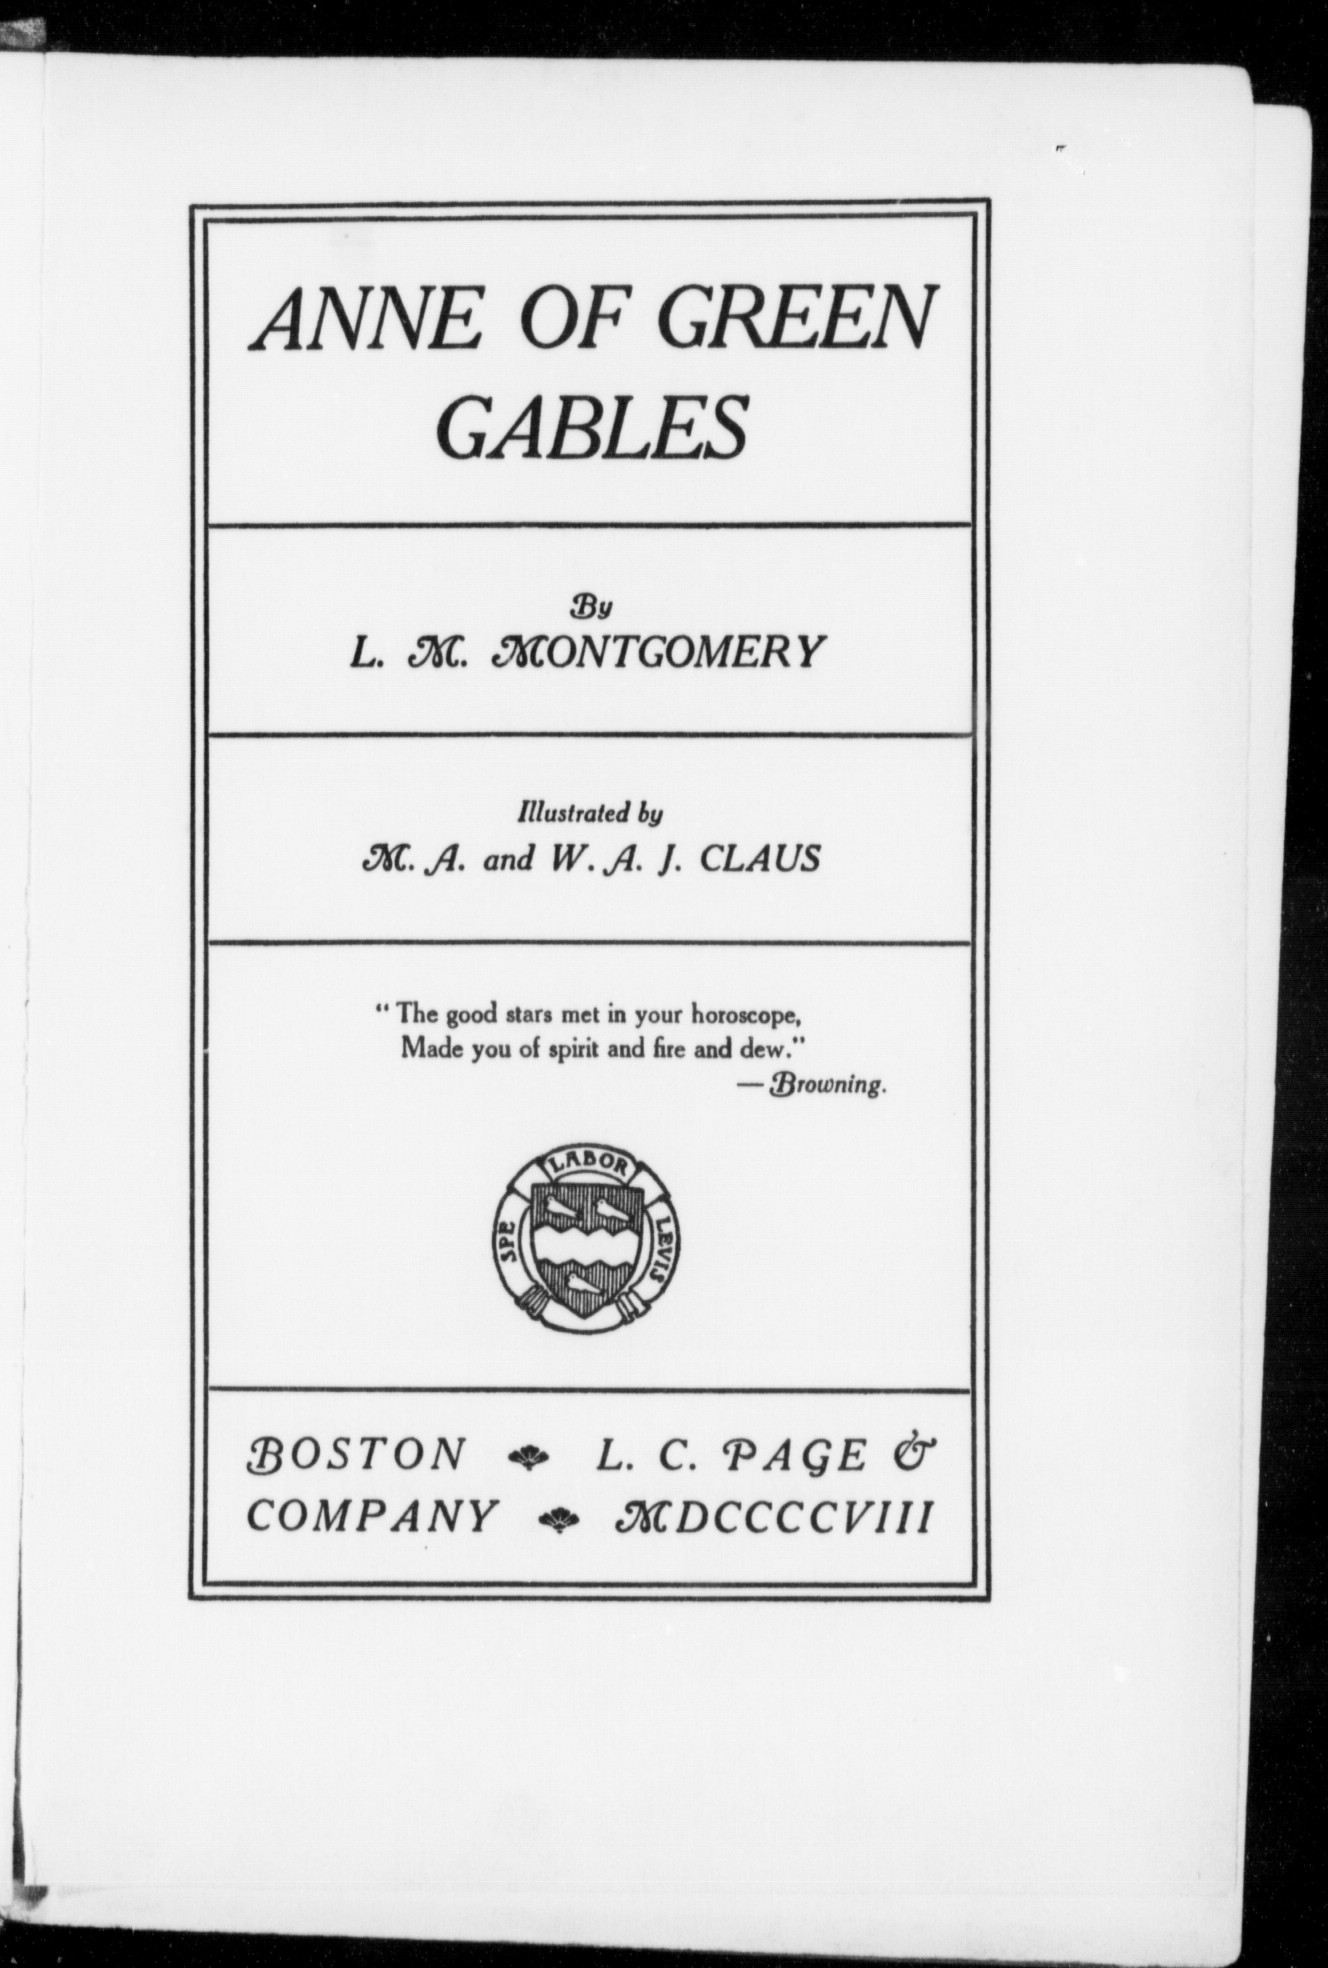 ANNE OF GREEN
GABLES
By
L. M. MONTGOMERY
Illustrated by
M. A. and W. A. J. CLAUS
“ The good stars met in your horoscope,
Made you of spirit and fire and dew.”
— Browning.
SPE LABOR LEVIS
BOSTON L. C. PAGE &
COMPANY MDCCCCVIII